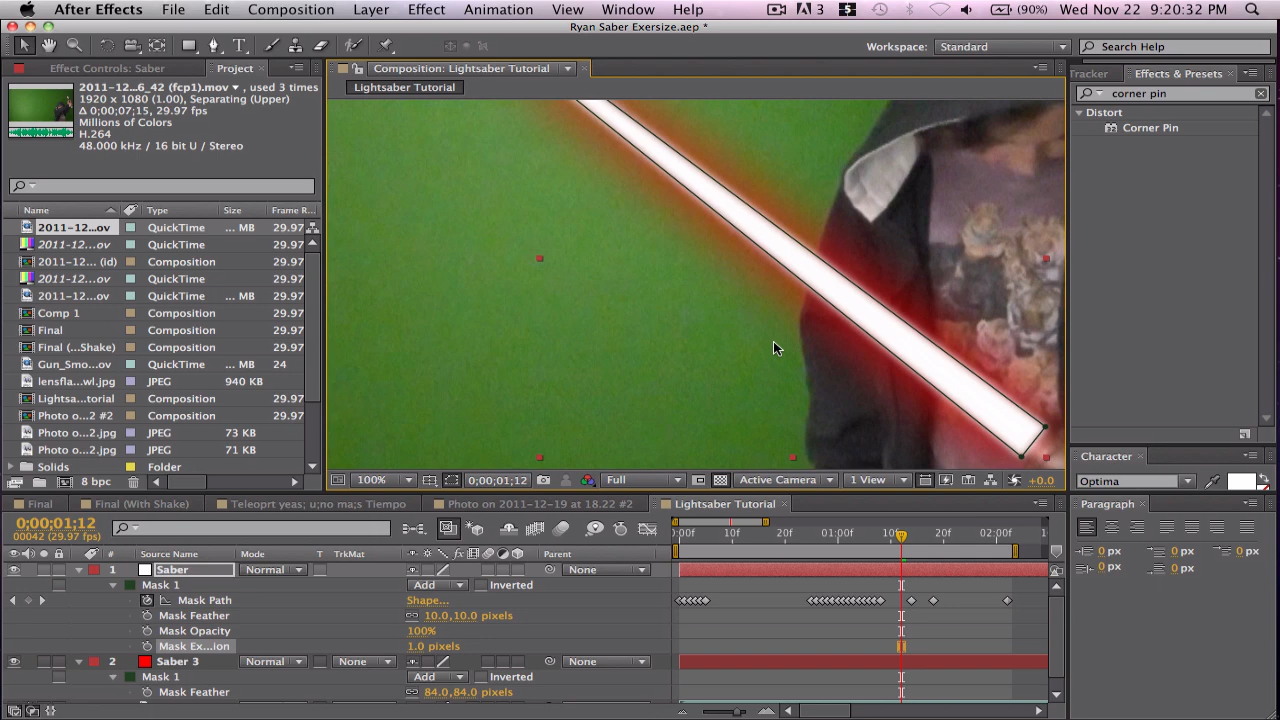 After Effects File Edit Composition Layer Effect Animation View Window Help 3 5 (90%) Wed Nov 22 9:20:32 PM
Ryan Saber Exersize.aep *
Workspace: Standard Search Help
Effect Controls: Saber Project Composition: Lightsaber Tutorial Tracker Effects & Presets
2011-12...6_42 (fcp1).mov , used 3 times
1920 x 1080 (1.00), Separating (Upper)
Δ 0;00;07;15, 29.97 fps
Millions of Colors
H.264
48.000 kHz / 16 bit U / Stereo
Lightsaber Tutorial
corner pin
Distort
Corner Pin
Name Type Size Frame R...
2011-12...ov QuickTime ... MB 29.97
2011-12...ov QuickTime 29.97
2011-12... (id) Composition 29.97
2011-12...ov QuickTime 29.97
2011-12...ov QuickTime ... MB 29.97
Comp 1 Composition 29.97
Final Composition 29.97
Final (...Shake) Composition 29.97
Gun_Smo...ov QuickTime ... MB 24
lensfla...wl.jpg JPEG 940 KB
Lightsa...torial Composition 29.97
Photo o...2 #2 Composition 29.97
Photo o...2.jpg JPEG 73 KB
Photo o...2.jpg JPEG 71 KB
Solids Folder
8 bpc
100% 0;00;01;12 Full Active Camera 1 View +0.0
Character
Optima
Paragraph
0 px 0 px 0 px
0 px 0 px
Final Final (With Shake) Teleoprt yeas; u;no ma;s Tiempo Photo on 2011-12-19 at 18.22 #2 Lightsaber Tutorial
0;00;01;12
00042 (29.97 fps)
:00f 10f 20f 01:00f 10f 20f 02:00f 1
# Source Name Mode T TrkMat Parent
1 Saber Normal None
Mask 1 Add Inverted
Mask Path Shape...
Mask Feather 10.0,10.0 pixels
Mask Opacity 100%
Mask Ex...ion 1.0 pixels
2 Saber 3 Normal None None
Mask 1 Add Inverted
Mask Feather 84.0,84.0 pixels